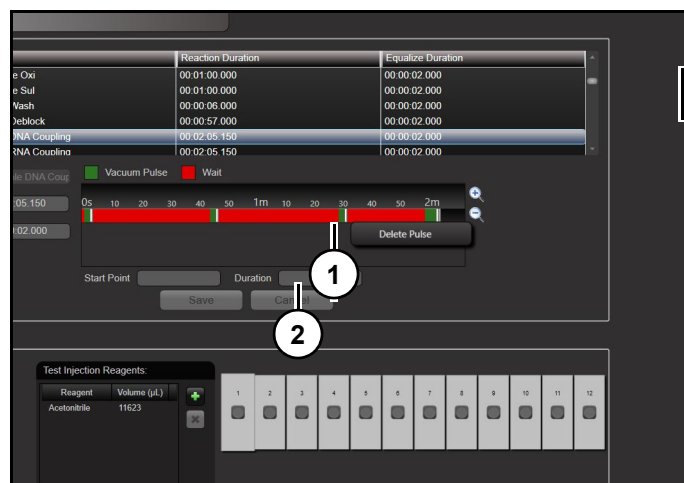 Reaction Duration Equalize Duration
e Oxi 00:01:00.000 00:00:02.000
e Sul 00:01:00.000 00:00:02.000
Wash 00:00:06.000 00:00:02.000
Deblock 00:00:57.000 00:00:02.000
DNA Coupling 00:02:05.150 00:00:02.000
RNA Coupling 00:02:05.150 00:00:02.000
le DNA Coup Vacuum Pulse Wait
:05.150 0s 10 20 30 40 50 1m 10 20 30 40 50 2m
0:02.000 Delete Pulse
Start Point Duration
1
Save Cancel
2
Test Injection Reagents:
Reagent Volume (µL)
Acetonitrile 11623
1 2 3 4 5 6 7 8 9 10 11 12